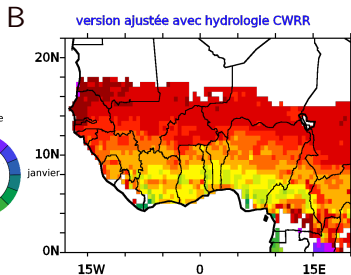 B
version ajustée avec hydrologie CWRR
20N
10N
janvier
0N
15W 0 15E